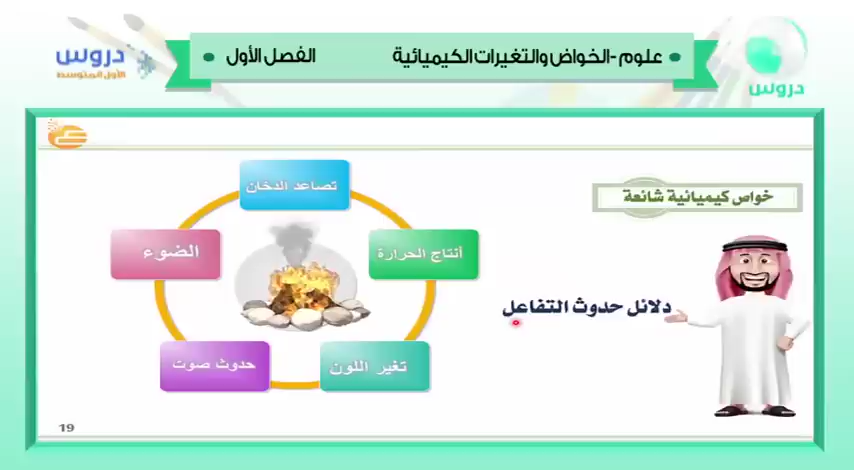 علوم -الخواض والتغيرات الكيميائية
الفصل الأول
دروس
الأول المتوسط
دروس
خواص كيميائية شائعة
دلائل حدوث التفاعل
تصاعد الدخان
أنتاج الحرارة
تغير اللون
حدوث صوت
الضوء
19